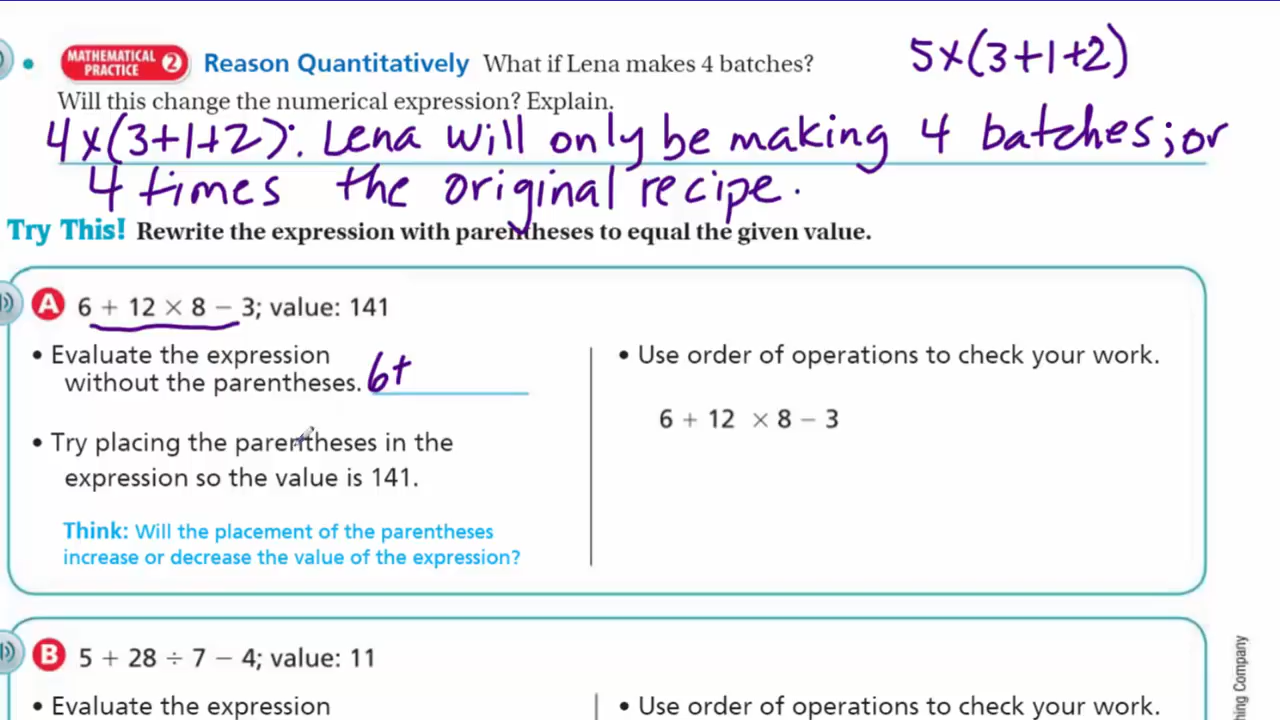 MATHEMATICAL PRACTICE 2 Reason Quantitatively What if Lena makes 4 batches? 5×(3+1+2)
Will this change the numerical expression? Explain.
4×(3+1+2): Lena will only be making 4 batches; or
4 times the original recipe.
Try This! Rewrite the expression with parentheses to equal the given value.
A 6 + 12 × 8 − 3; value: 141
• Evaluate the expression
without the parentheses. 6+
• Try placing the parentheses in the
expression so the value is 141.
Think: Will the placement of the parentheses
increase or decrease the value of the expression?
• Use order of operations to check your work.
6 + 12 × 8 − 3
B 5 + 28 ÷ 7 − 4; value: 11
• Evaluate the expression
• Use order of operations to check your work.
hing Company